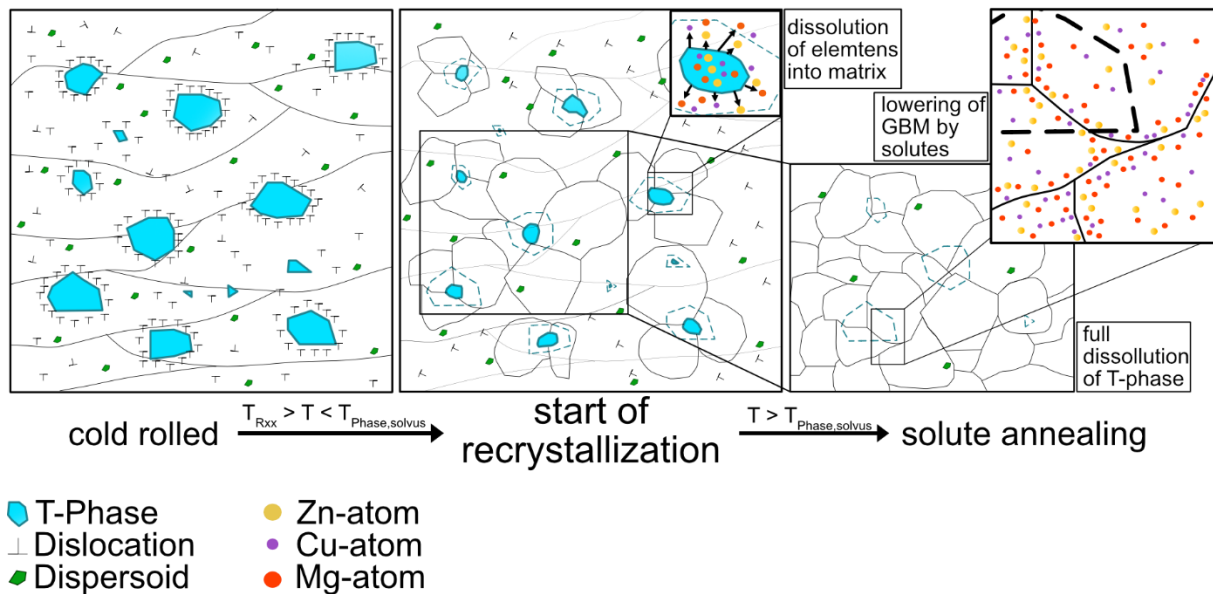 dissolution
of elemtens
into matrix
lowering of
GBM by
solutes
full
dissollution
of T-phase
cold rolled
T_Rxx > T < T_Phase,solvus
start of
recrystallization
T > T_Phase,solvus
solute annealing
T-Phase
Dislocation
Dispersoid
Zn-atom
Cu-atom
Mg-atom